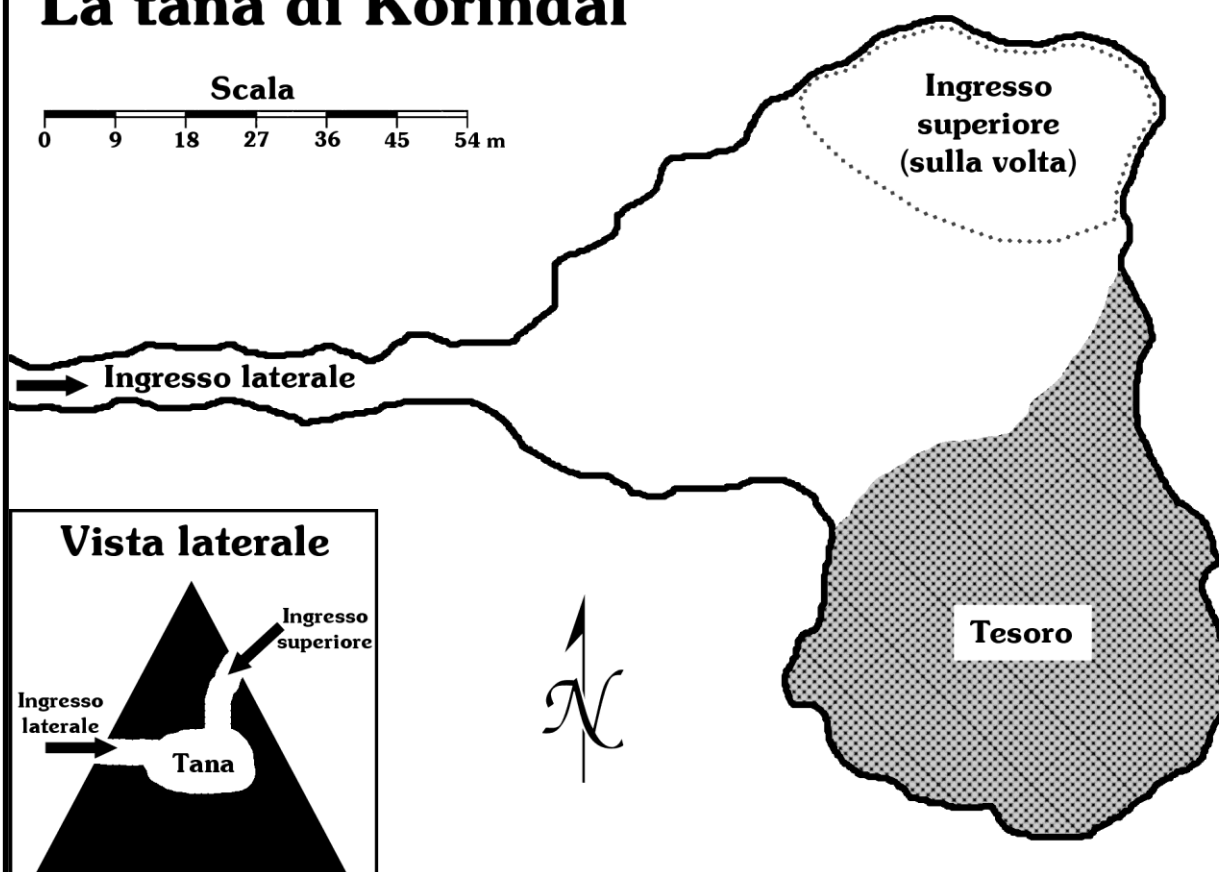 La tana di Korindal
Scala
0 9 18 27 36 45 54 m
Ingresso
superiore
(sulla volta)
Ingresso laterale
Vista laterale
Ingresso
superiore
Ingresso
laterale
Tana
N
Tesoro